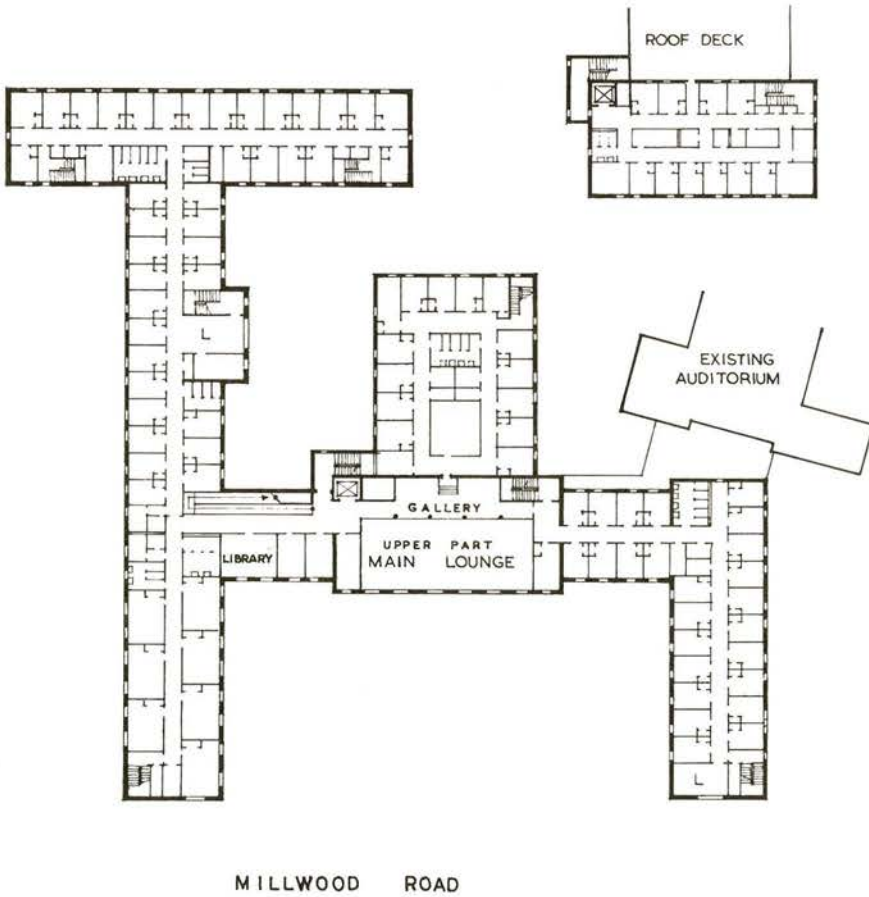 ROOF DECK
L
EXISTING
AUDITORIUM
GALLERY
UPPER PART
MAIN LOUNGE
LIBRARY
L
MILLWOOD ROAD